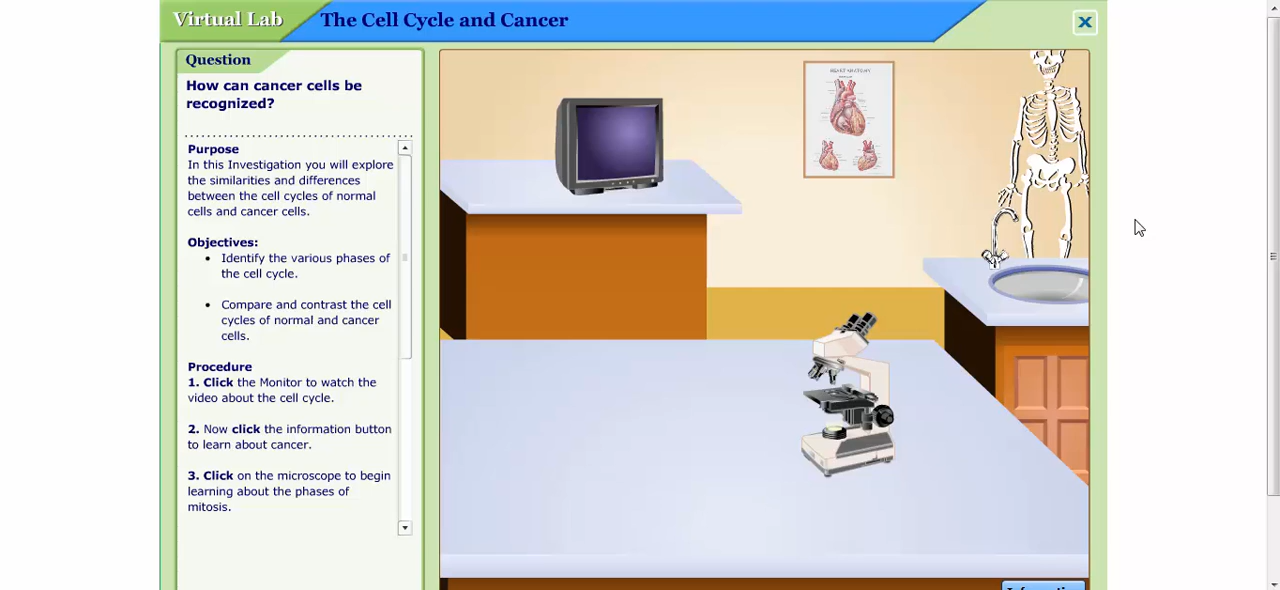 Virtual Lab
The Cell Cycle and Cancer
Question
How can cancer cells be
recognized?
Purpose
In this Investigation you will explore
the similarities and differences
between the cell cycles of normal
cells and cancer cells.
Objectives:
• Identify the various phases of
the cell cycle.
• Compare and contrast the cell
cycles of normal and cancer
cells.
Procedure
1. Click the Monitor to watch the
video about the cell cycle.
2. Now click the information button
to learn about cancer.
3. Click on the microscope to begin
learning about the phases of
mitosis.
HEART ANATOMY